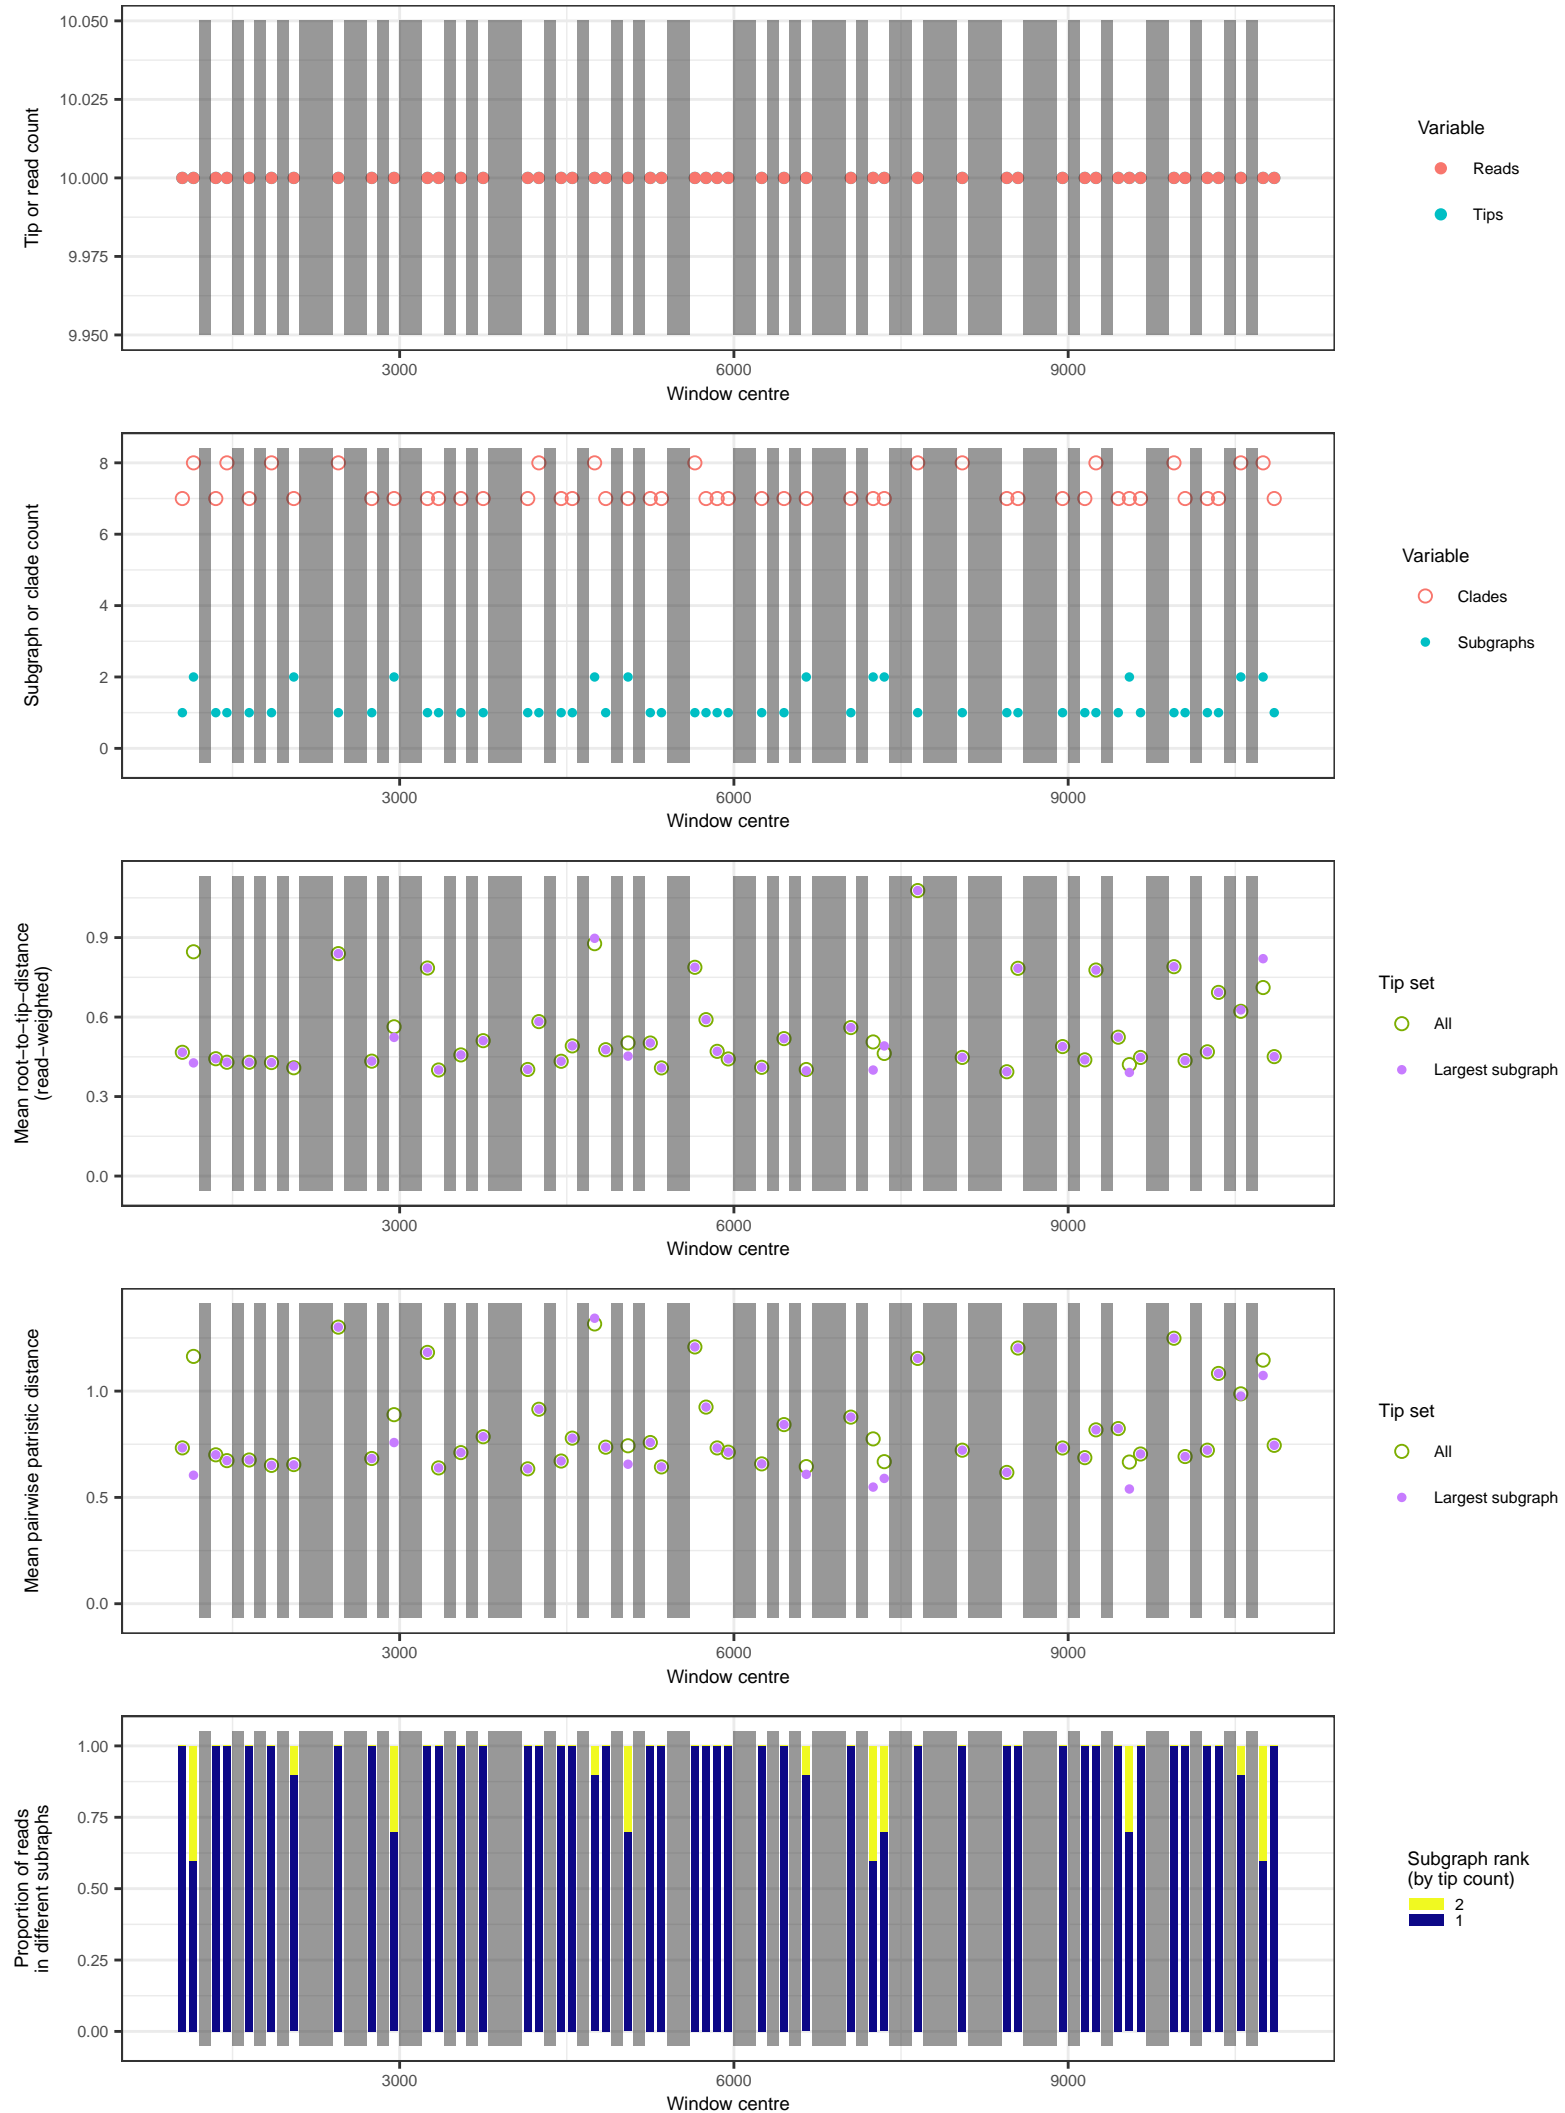 10.050
10.025
10.000
9.975
9.950
Tip or read count
3000
6000
9000
Window centre
Variable
Reads
Tips
8
6
4
2
0
Subgraph or clade count
3000
6000
9000
Window centre
Variable
Clades
Subgraphs
0.9
0.6
0.3
0.0
Mean root−to−tip−distance
(read−weighted)
3000
6000
9000
Window centre
Tip set
All
Largest subgraph
1.0
0.5
0.0
Mean pairwise patristic distance
3000
6000
9000
Window centre
Tip set
All
Largest subgraph
1.00
0.75
0.50
0.25
0.00
Proportion of reads
in different subraphs
3000
6000
9000
Window centre
Subgraph rank
(by tip count)
2
1